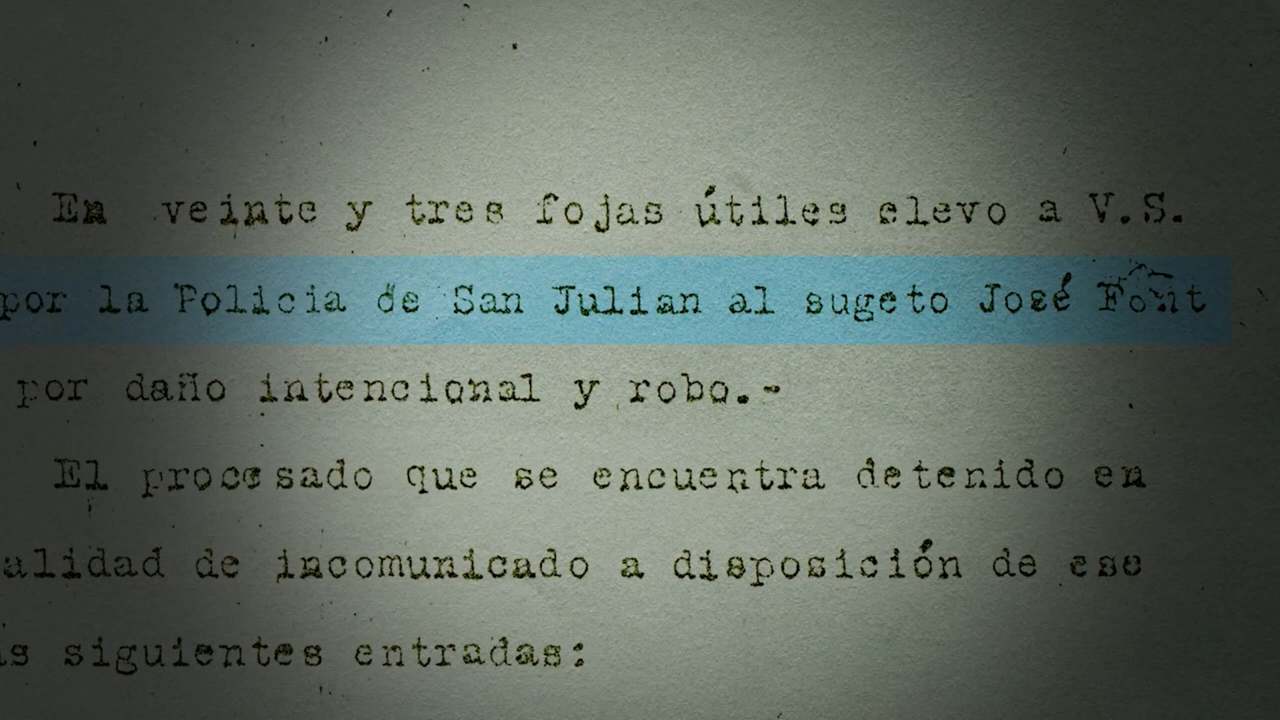 En veinte y tres fojas útiles elevo a V.S.
por la Policia de San Julian al sugeto José Font
por daño intencional y robo.-
El procesado que se encuentra detenido en
alidad de incomunicado a disposición de ese
as siguientes entradas: